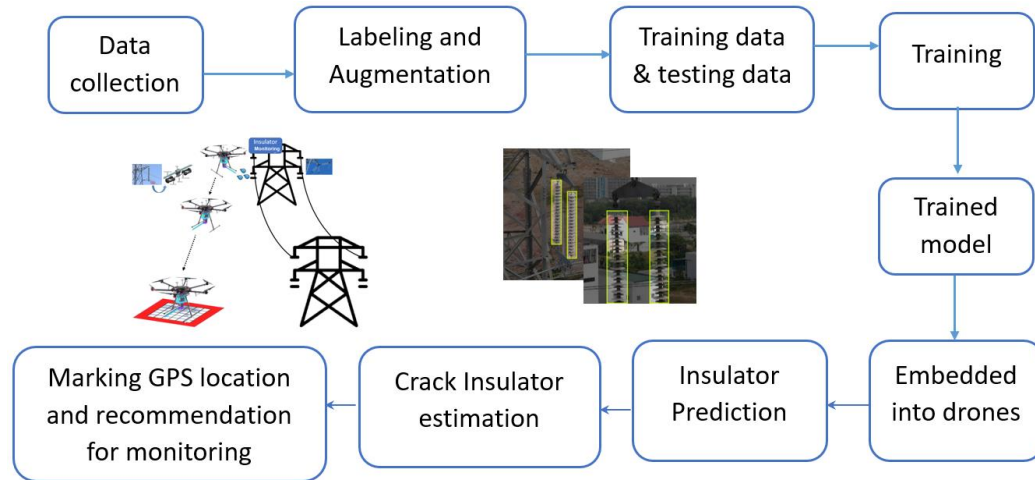 Data
collection
Labeling and
Augmentation
Training data
& testing data
Training
Insulator
Monitoring
Trained
model
Marking GPS location
and recommendation
for monitoring
Crack Insulator
estimation
Insulator
Prediction
Embedded
into drones